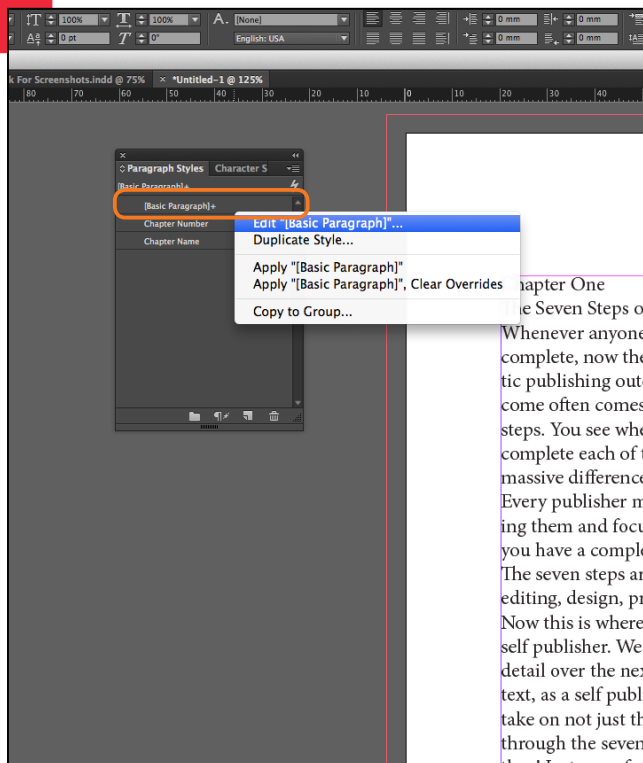 100% 100% A. [None] 0 mm 0 mm
0 pt 0° English: USA 0 mm 0 mm
k For Screenshots.indd @ 75% × *Untitled-1 @ 125%
80 70 60 50 40 30 20 10 0 10 20 30 40
Paragraph Styles Character S
[Basic Paragraph]+
[Basic Paragraph]+
Chapter Number
Chapter Name
Edit "[Basic Paragraph]"...
Duplicate Style...
Apply "[Basic Paragraph]"
Apply "[Basic Paragraph]", Clear Overrides
Copy to Group...
hapter One
The Seven Steps o
Whenever anyone
complete, now the
tic publishing out
come often comes
steps. You see whe
complete each of t
massive difference
Every publisher m
ing them and focu
you have a comple
The seven steps ar
editing, design, pr
Now this is where
self publisher. We
detail over the nex
text, as a self publi
take on not just th
through the seven